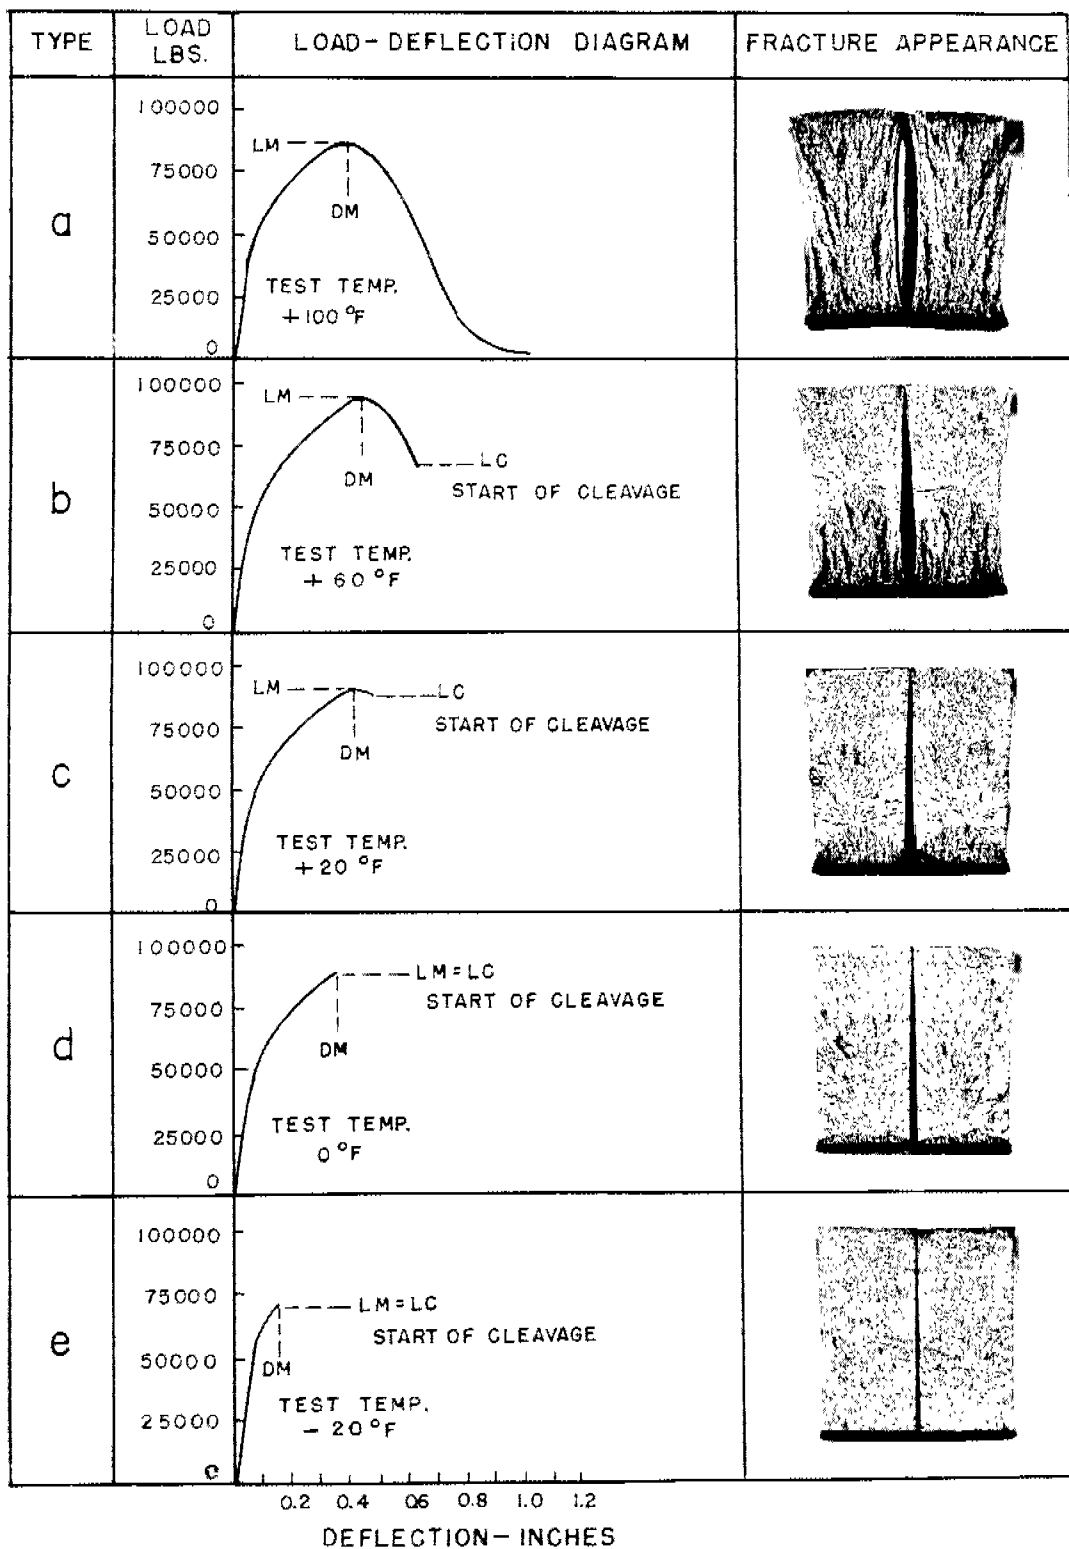 TYPE
LOAD
LBS.
LOAD-DEFLECTION DIAGRAM
FRACTURE APPEARANCE
a
100000
75000
50000
25000
0
LM
DM
TEST TEMP.
+100 °F
b
100000
75000
50000
25000
0
LM
DM
LC
START OF CLEAVAGE
TEST TEMP.
+ 60 °F
c
100000
75000
50000
25000
0
LM
DM
LC
START OF CLEAVAGE
TEST TEMP.
+20 °F
d
100000
75000
50000
25000
0
LM=LC
START OF CLEAVAGE
DM
TEST TEMP.
0 °F
e
100000
75000
50000
25000
0
LM=LC
START OF CLEAVAGE
DM
TEST TEMP.
- 20 °F
0.2 0.4 0.6 0.8 1.0 1.2
DEFLECTION - INCHES